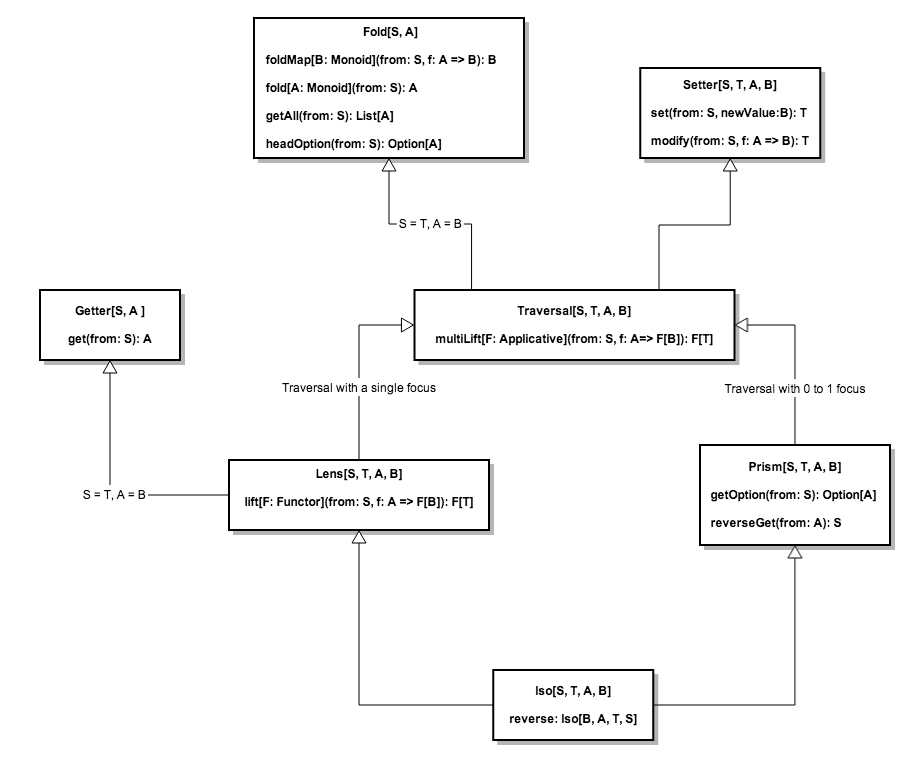 Fold[S, A]
foldMap[B: Monoid](from: S, f: A => B): B
fold[A: Monoid](from: S): A
getAll(from: S): List[A]
headOption(from: S): Option[A]
Setter[S, T, A, B]
set(from: S, newValue:B): T
modify(from: S, f: A => B): T
S = T, A = B
Getter[S, A ]
get(from: S): A
Traversal[S, T, A, B]
multiLift[F: Applicative](from: S, f: A=> F[B]): F[T]
Traversal with a single focus
Traversal with 0 to 1 focus
Lens[S, T, A, B]
lift[F: Functor](from: S, f: A => F[B]): F[T]
S = T, A = B
Prism[S, T, A, B]
getOption(from: S): Option[A]
reverseGet(from: A): S
Iso[S, T, A, B]
reverse: Iso[B, A, T, S]